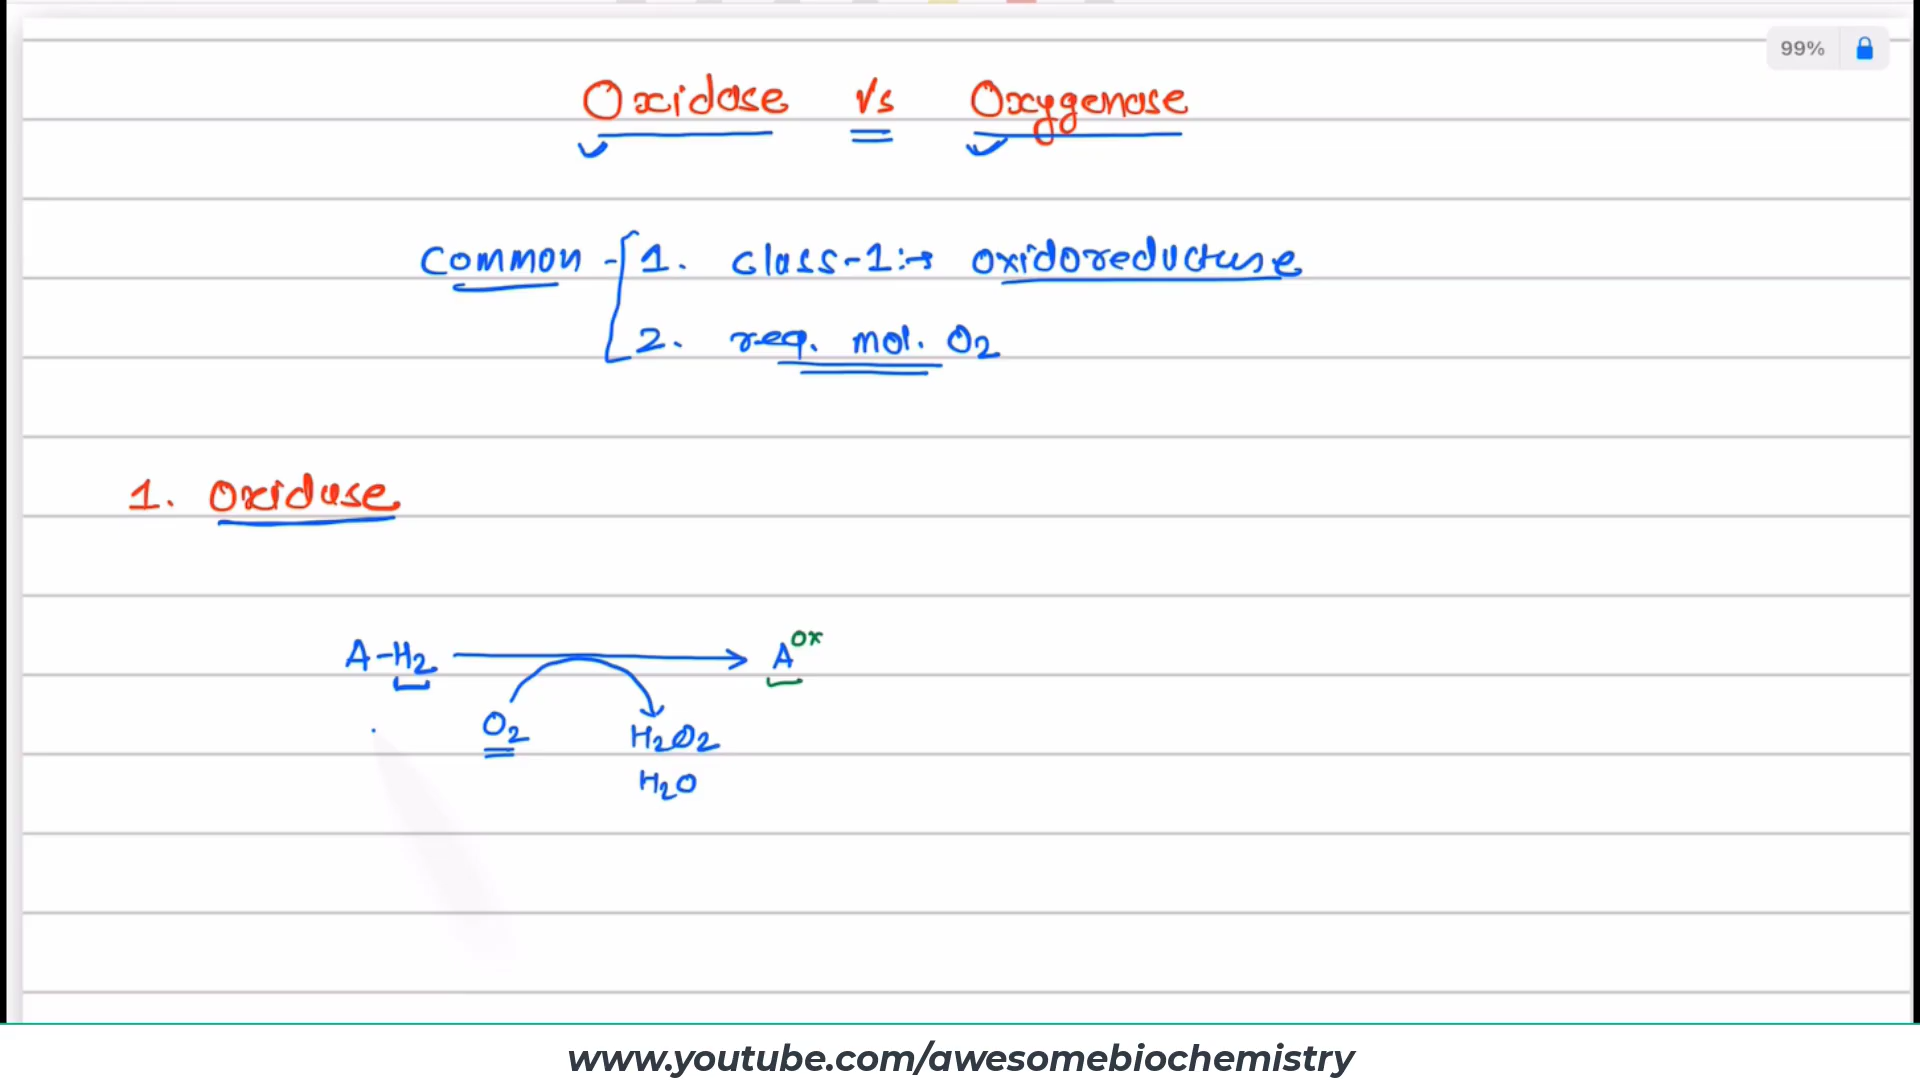 99%
Oxidase Vs Oxygenase
Common - 1. Class-1:→ oxidoreductase
2. req. mol. O2
1. Oxidase
A-H2 → A^ox
O2 H2O2
H2O
www.youtube.com/awesomebiochemistry